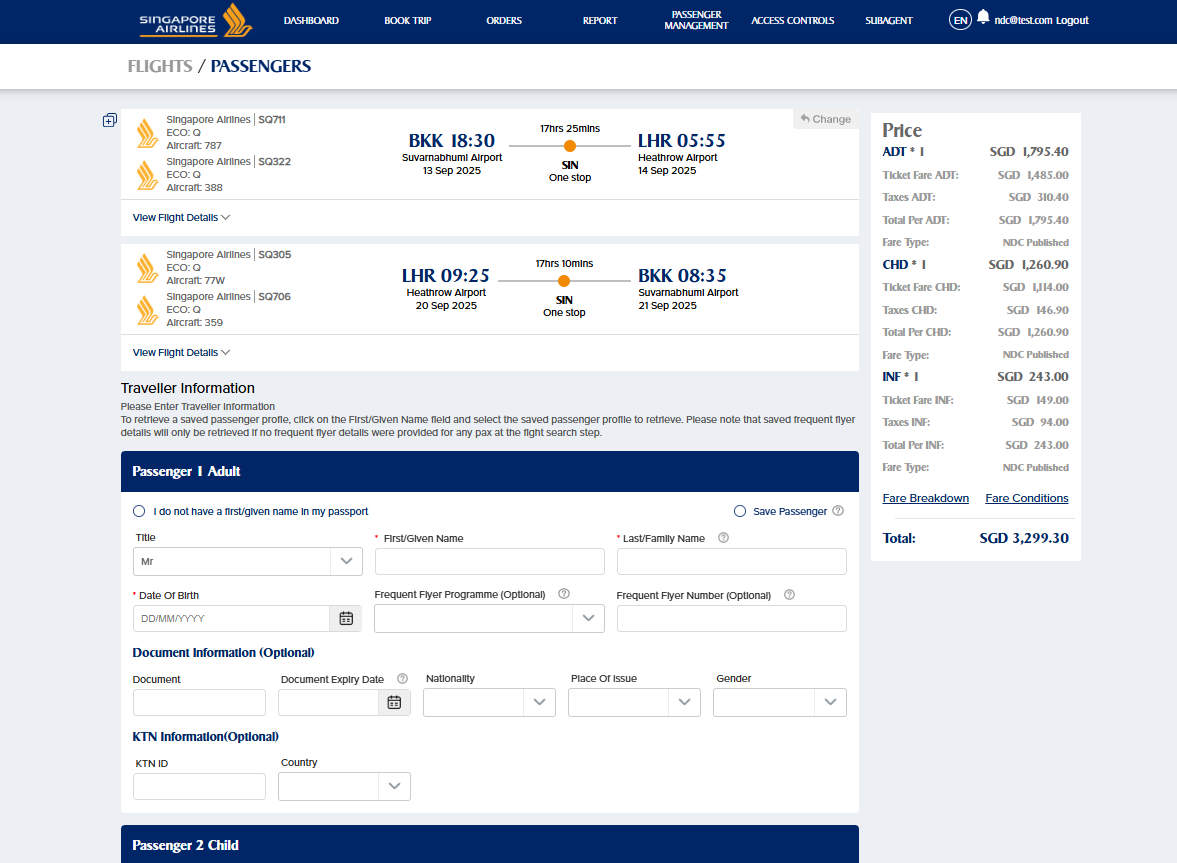 SINGAPORE AIRLINES
DASHBOARD
BOOK TRIP
ORDERS
REPORT
PASSENGER MANAGEMENT
ACCESS CONTROLS
SUBAGENT
EN
ndc@test.com Logout
FLIGHTS / PASSENGERS
Singapore Airlines | SQ711
ECO: Q
Aircraft: 787
Singapore Airlines | SQ322
ECO: Q
Aircraft: 388
BKK 18:30
Suvarnabhumi Airport
13 Sep 2025
17hrs 25mins
SIN
One stop
LHR 05:55
Heathrow Airport
14 Sep 2025
Change
View Flight Details
Singapore Airlines | SQ305
ECO: Q
Aircraft: 77W
Singapore Airlines | SQ706
ECO: Q
Aircraft: 359
LHR 09:25
Heathrow Airport
20 Sep 2025
17hrs 10mins
SIN
One stop
BKK 08:35
Suvarnabhumi Airport
21 Sep 2025
View Flight Details
Traveller Information
Please Enter Traveller Information
To retrieve a saved passenger profle, click on the First/Given Name field and select the saved passenger profile to retrieve. Please note that saved frequent flyer
details will only be retrieved if no frequent flyer details were provided for any pax at the fight search step.
Passenger 1 Adult
I do not have a first/given name in my passport
Save Passenger
Title
* First/Given Name
* Last/Family Name
Mr
* Date Of Birth
Frequent Flyer Programme (Optional)
Frequent Flyer Number (Optional)
DD/MM/YYYY
Document Information (Optional)
Document
Document Expiry Date
Nationality
Place Of Issue
Gender
KTN Information(Optional)
KTN ID
Country
Passenger 2 Child
Price
ADT * 1 SGD 1,795.40
Ticket Fare ADT: SGD 1,485.00
Taxes ADT: SGD 310.40
Total Per ADT: SGD 1,795.40
Fare Type: NDC Published
CHD * 1 SGD 1,260.90
Ticket Fare CHD: SGD 1,114.00
Taxes CHD: SGD 146.90
Total Per CHD: SGD 1,260.90
Fare Type: NDC Published
INF * 1 SGD 243.00
Ticket Fare INF: SGD 149.00
Taxes INF: SGD 94.00
Total Per INF: SGD 243.00
Fare Type: NDC Published
Fare Breakdown Fare Conditions
Total: SGD 3,299.30